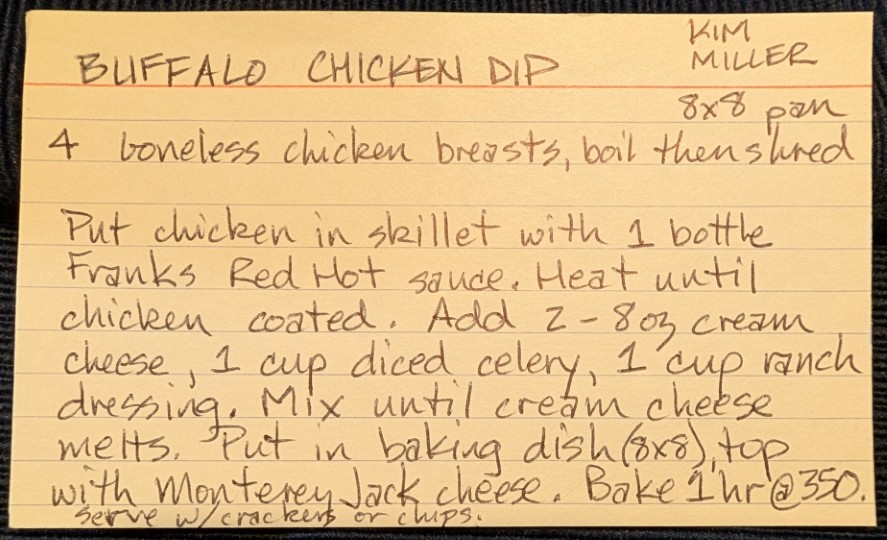 KIM
MILLER
BUFFALO CHICKEN DIP
8x8 pan
4 boneless chicken breasts, boil then shred
Put chicken in skillet with 1 bottle
Franks Red Hot sauce. Heat until
chicken coated. Add 2-8oz cream
cheese, 1 cup diced celery, 1 cup ranch
dressing. Mix until cream cheese
melts. Put in baking dish (8x8), top
with Monterey Jack cheese. Bake 1hr @350.
serve w/ crackers or chips.